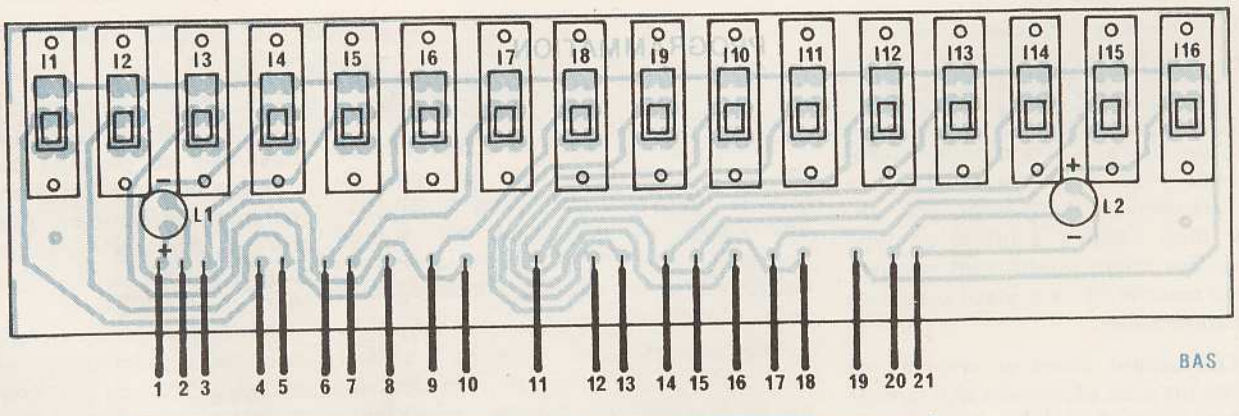 PROGRAMMATION
I1 I2 I3 I4 I5 I6 I7 I8 I9 I10 I11 I12 I13 I14 I15 I16
- +
L1 L2
+ -
1 2 3 4 5 6 7 8 9 10 11 12 13 14 15 16 17 18 19 20 21
BAS